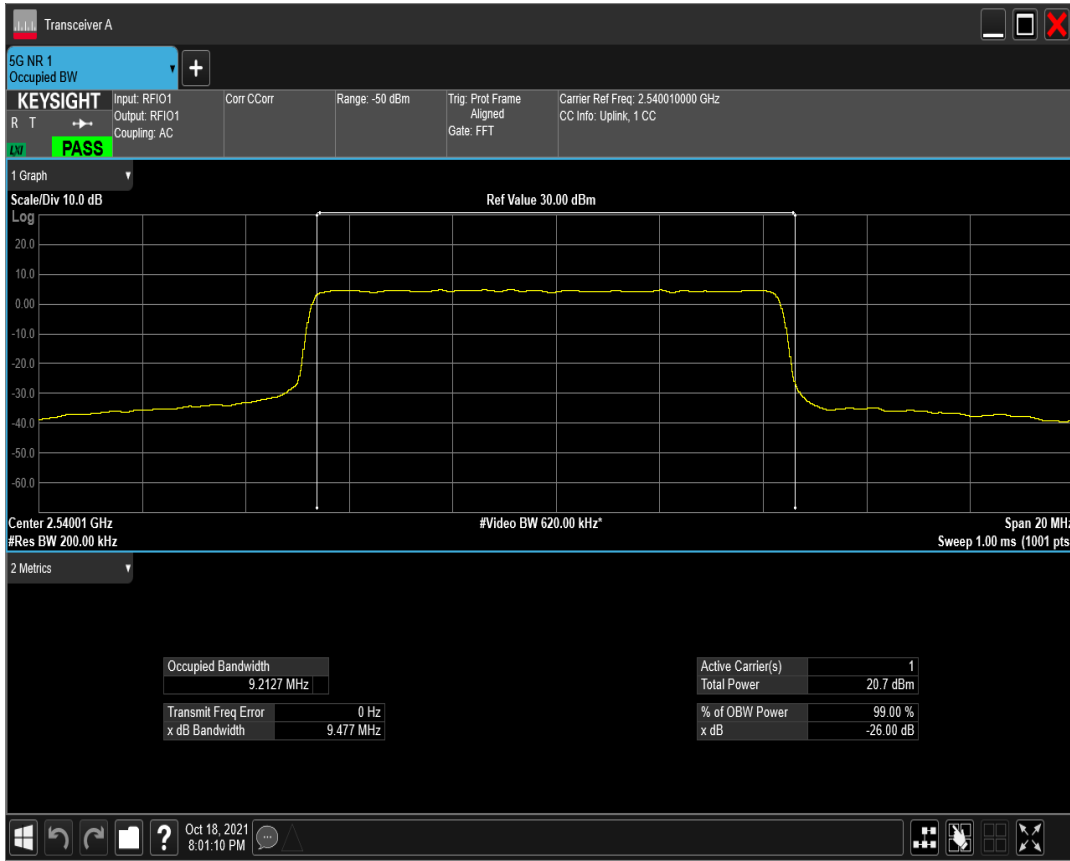 Transceiver A
5G NR 1
Occupied BW
+
KEYSIGHT
R T
LXI
PASS
Input: RFIO1
Output: RFIO1
Coupling: AC
Corr CCorr
Range: -50 dBm
Trig: Prot Frame
Aligned
Gate: FFT
Carrier Ref Freq: 2.540010000 GHz
CC Info: Uplink, 1 CC
1 Graph
Scale/Div 10.0 dB
Ref Value 30.00 dBm
Log
20.0
10.0
0.00
-10.0
-20.0
-30.0
-40.0
-50.0
-60.0
Center 2.54001 GHz
#Video BW 620.00 kHz*
Span 20 MHz
#Res BW 200.00 kHz
Sweep 1.00 ms (1001 pts
2 Metrics
Occupied Bandwidth
9.2127 MHz
Transmit Freq Error 0 Hz
x dB Bandwidth 9.477 MHz
Active Carrier(s) 1
Total Power 20.7 dBm
% of OBW Power 99.00 %
x dB -26.00 dB
?
Oct 18, 2021
8:01:10 PM